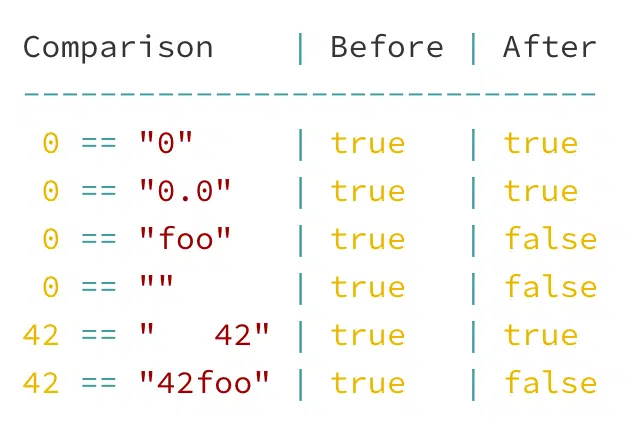 Comparison    | Before | After
------------------------------
 0 == "0"     | true   | true
 0 == "0.0"   | true   | true
 0 == "foo"   | true   | false
 0 == ""      | true   | false
42 == "   42" | true   | true
42 == "42foo" | true   | false